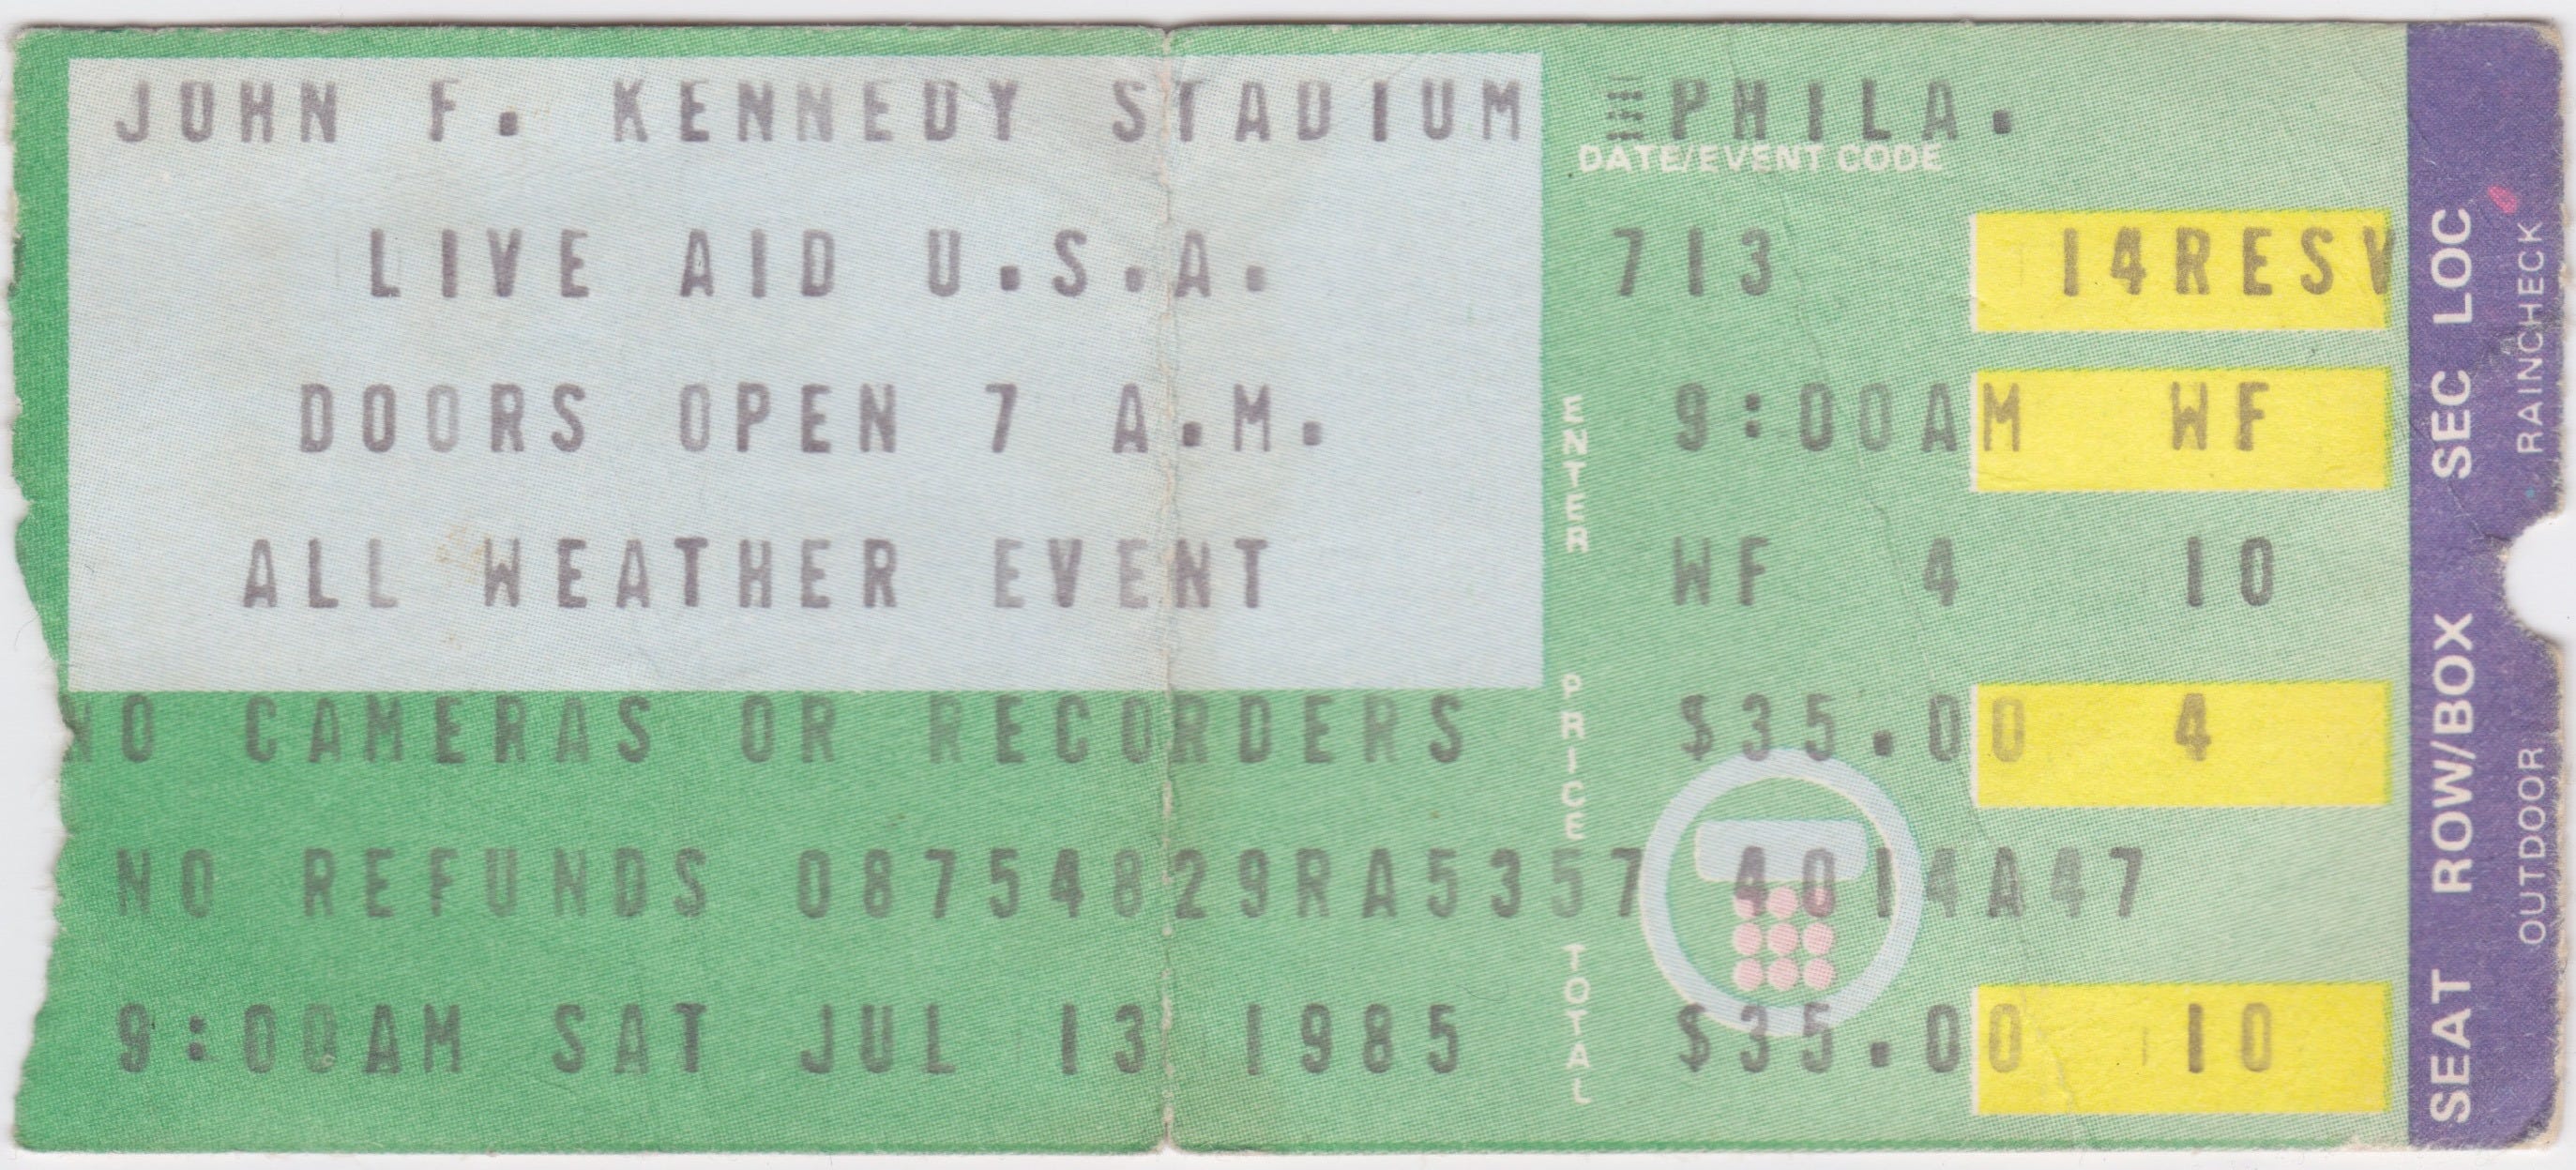 JOHN F. KENNEDY STADIUM PHILA.
DATE/EVENT CODE
LIVE AID U.S.A. 713 14RESV
DOORS OPEN 7 A.M. 9:00AM WF
ENTER
ALL WEATHER EVENT WF 4 10
NO CAMERAS OR RECORDERS $35.00 4
PRICE
NO REFUNDS 08754829RA5357 4014A47
9:00AM SAT JUL 13 1985 $35.00 10
TOTAL
SEAT ROW/BOX SEC LOC
OUTDOOR RAINCHECK